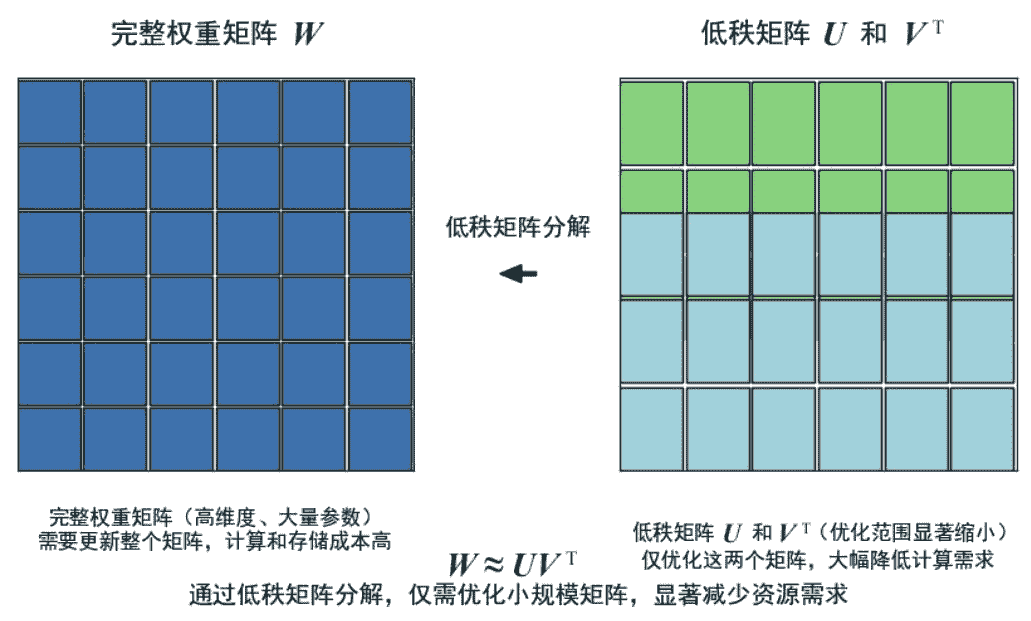 完整权重矩阵 W
低秩矩阵 U 和 Vᵀ
低秩矩阵分解
完整权重矩阵（高维度、大量参数）
需要更新整个矩阵，计算和存储成本高
低秩矩阵 U 和 Vᵀ（优化范围显著缩小）
仅优化这两个矩阵，大幅降低计算需求
W≈UVᵀ
通过低秩矩阵分解，仅需优化小规模矩阵，显著减少资源需求